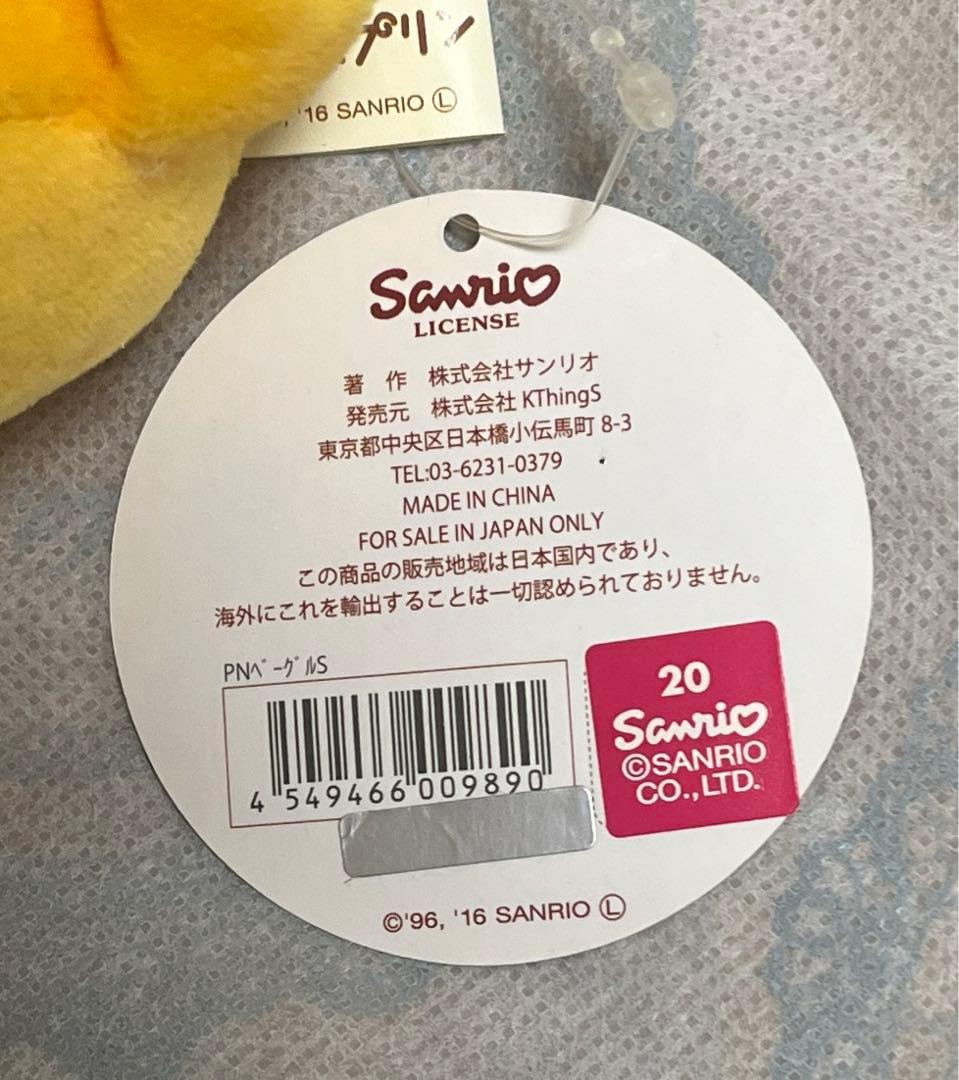 プリン
, '16 SANRIO Ⓛ
Sanrio
LICENSE
著 作 株式会社サンリオ
発売元 株式会社 KThingS
東京都中央区日本橋小伝馬町 8-3
TEL:03-6231-0379
MADE IN CHINA
FOR SALE IN JAPAN ONLY
この商品の販売地域は日本国内であり、
海外にこれを輸出することは一切認められておりません。
PNベーグルS
4 549466 009890
20
Sanrio
©SANRIO
CO.,LTD.
©'96, '16 SANRIO Ⓛ